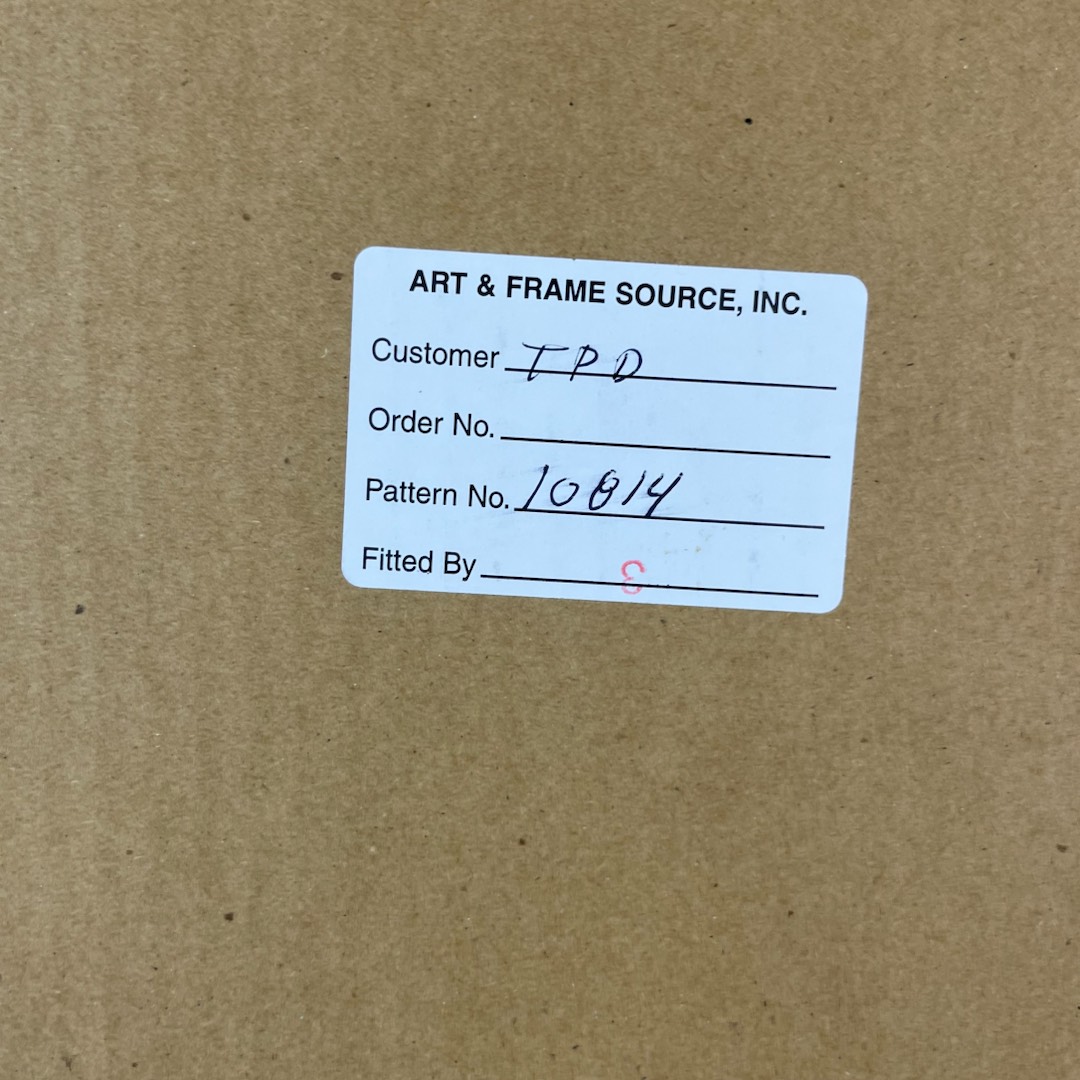 ART & FRAME SOURCE, INC.
Customer TPD
Order No.
Pattern No. 10814
Fitted By